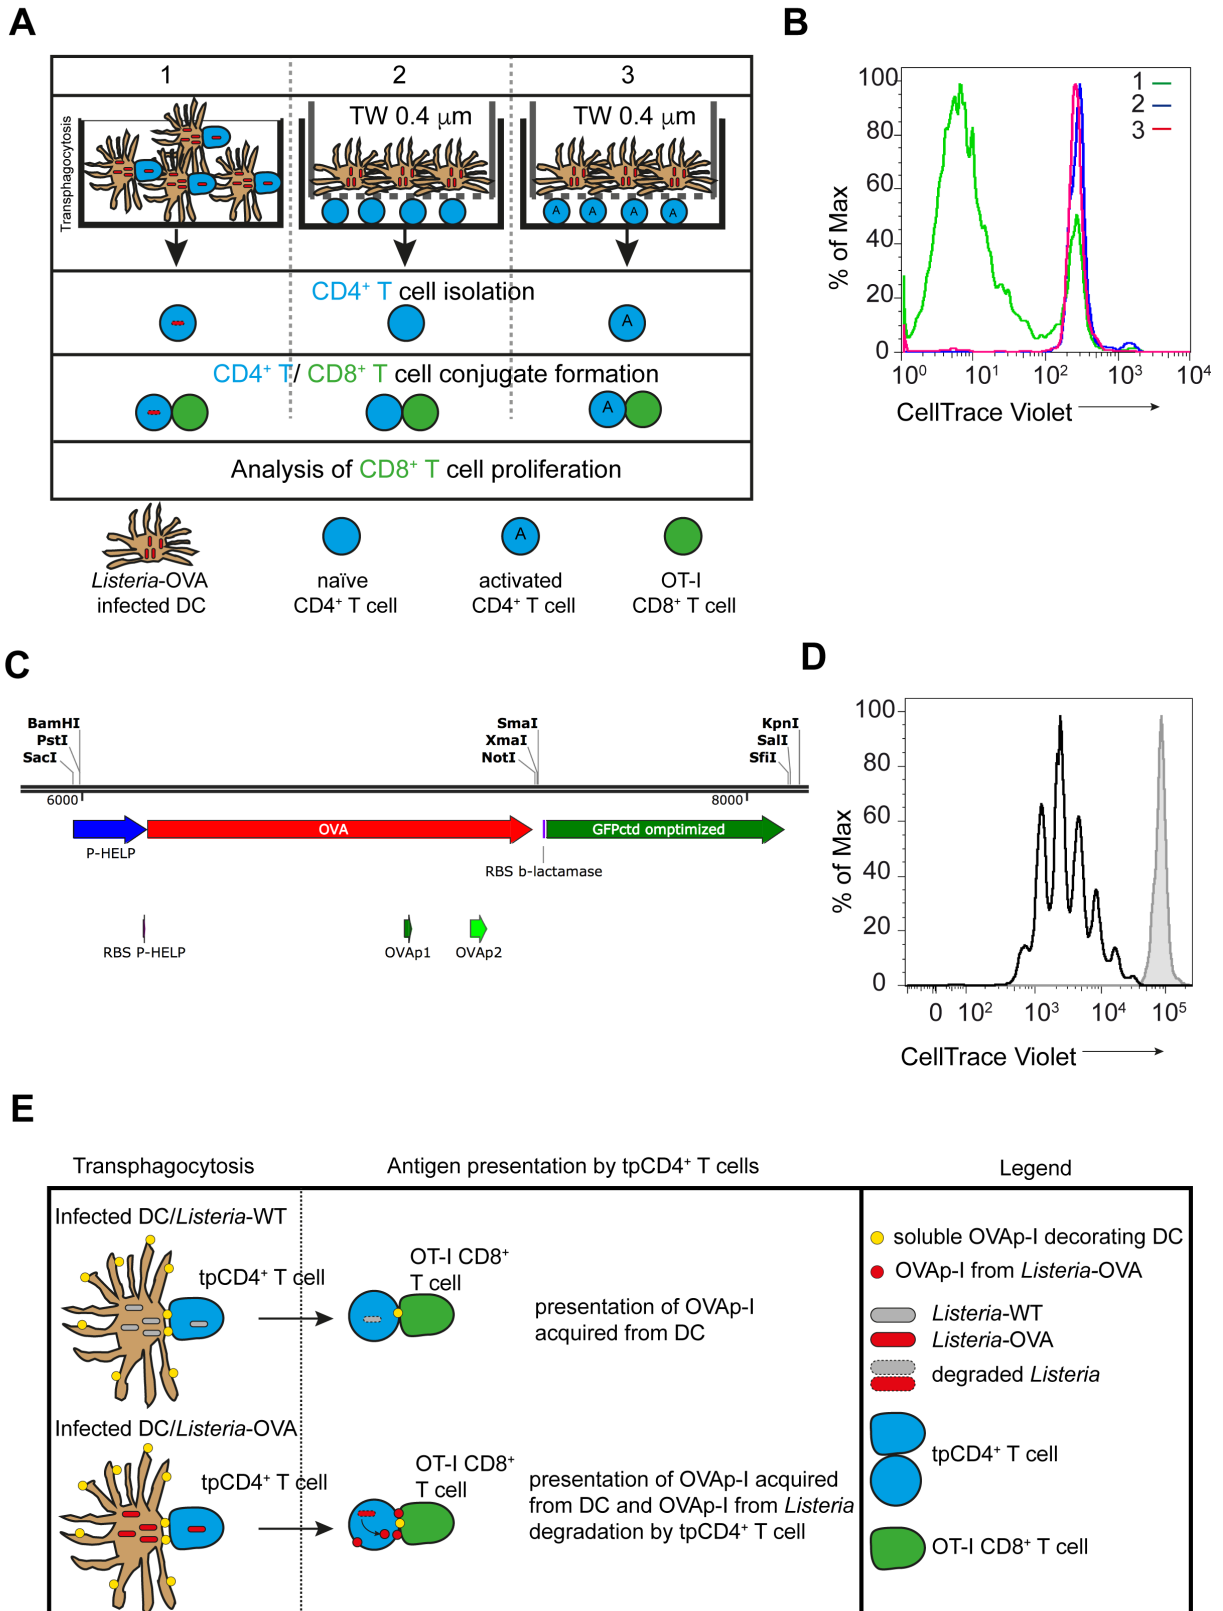 A
1 2 3
Transphagocytosis
TW 0.4 μm TW 0.4 μm
A A A A
CD4+ T cell isolation
A
CD4+ T/ CD8+ T cell conjugate formation
A
Analysis of CD8+ T cell proliferation
A
Listeria-OVA
infected DC
naïve
CD4+ T cell
activated
CD4+ T cell
OT-I
CD8+ T cell
B
% of Max
100
80
60
40
20
0
1
2
3
10⁰ 10¹ 10² 10³ 10⁴
CellTrace Violet
C
BamHI
PstI
SacI
SmaI
XmaI
NotI
KpnI
SalI
SfiI
6000 8000
OVA GFPctd omptimized
P-HELP
RBS b-lactamase
RBS P-HELP OVAp1 OVAp2
D
% of Max
100
80
60
40
20
0
0 10² 10³ 10⁴ 10⁵
CellTrace Violet
E
Transphagocytosis Antigen presentation by tpCD4+ T cells Legend
Infected DC/Listeria-WT
tpCD4+ T cell
OT-I CD8+
T cell
presentation of OVAp-I
acquired from DC
Infected DC/Listeria-OVA
tpCD4+ T cell
OT-I CD8+
T cell
presentation of OVAp-I acquired
from DC and OVAp-I from Listeria
degradation by tpCD4+ T cell
soluble OVAp-I decorating DC
OVAp-I from Listeria-OVA
Listeria-WT
Listeria-OVA
degraded Listeria
tpCD4+ T cell
OT-I CD8+ T cell